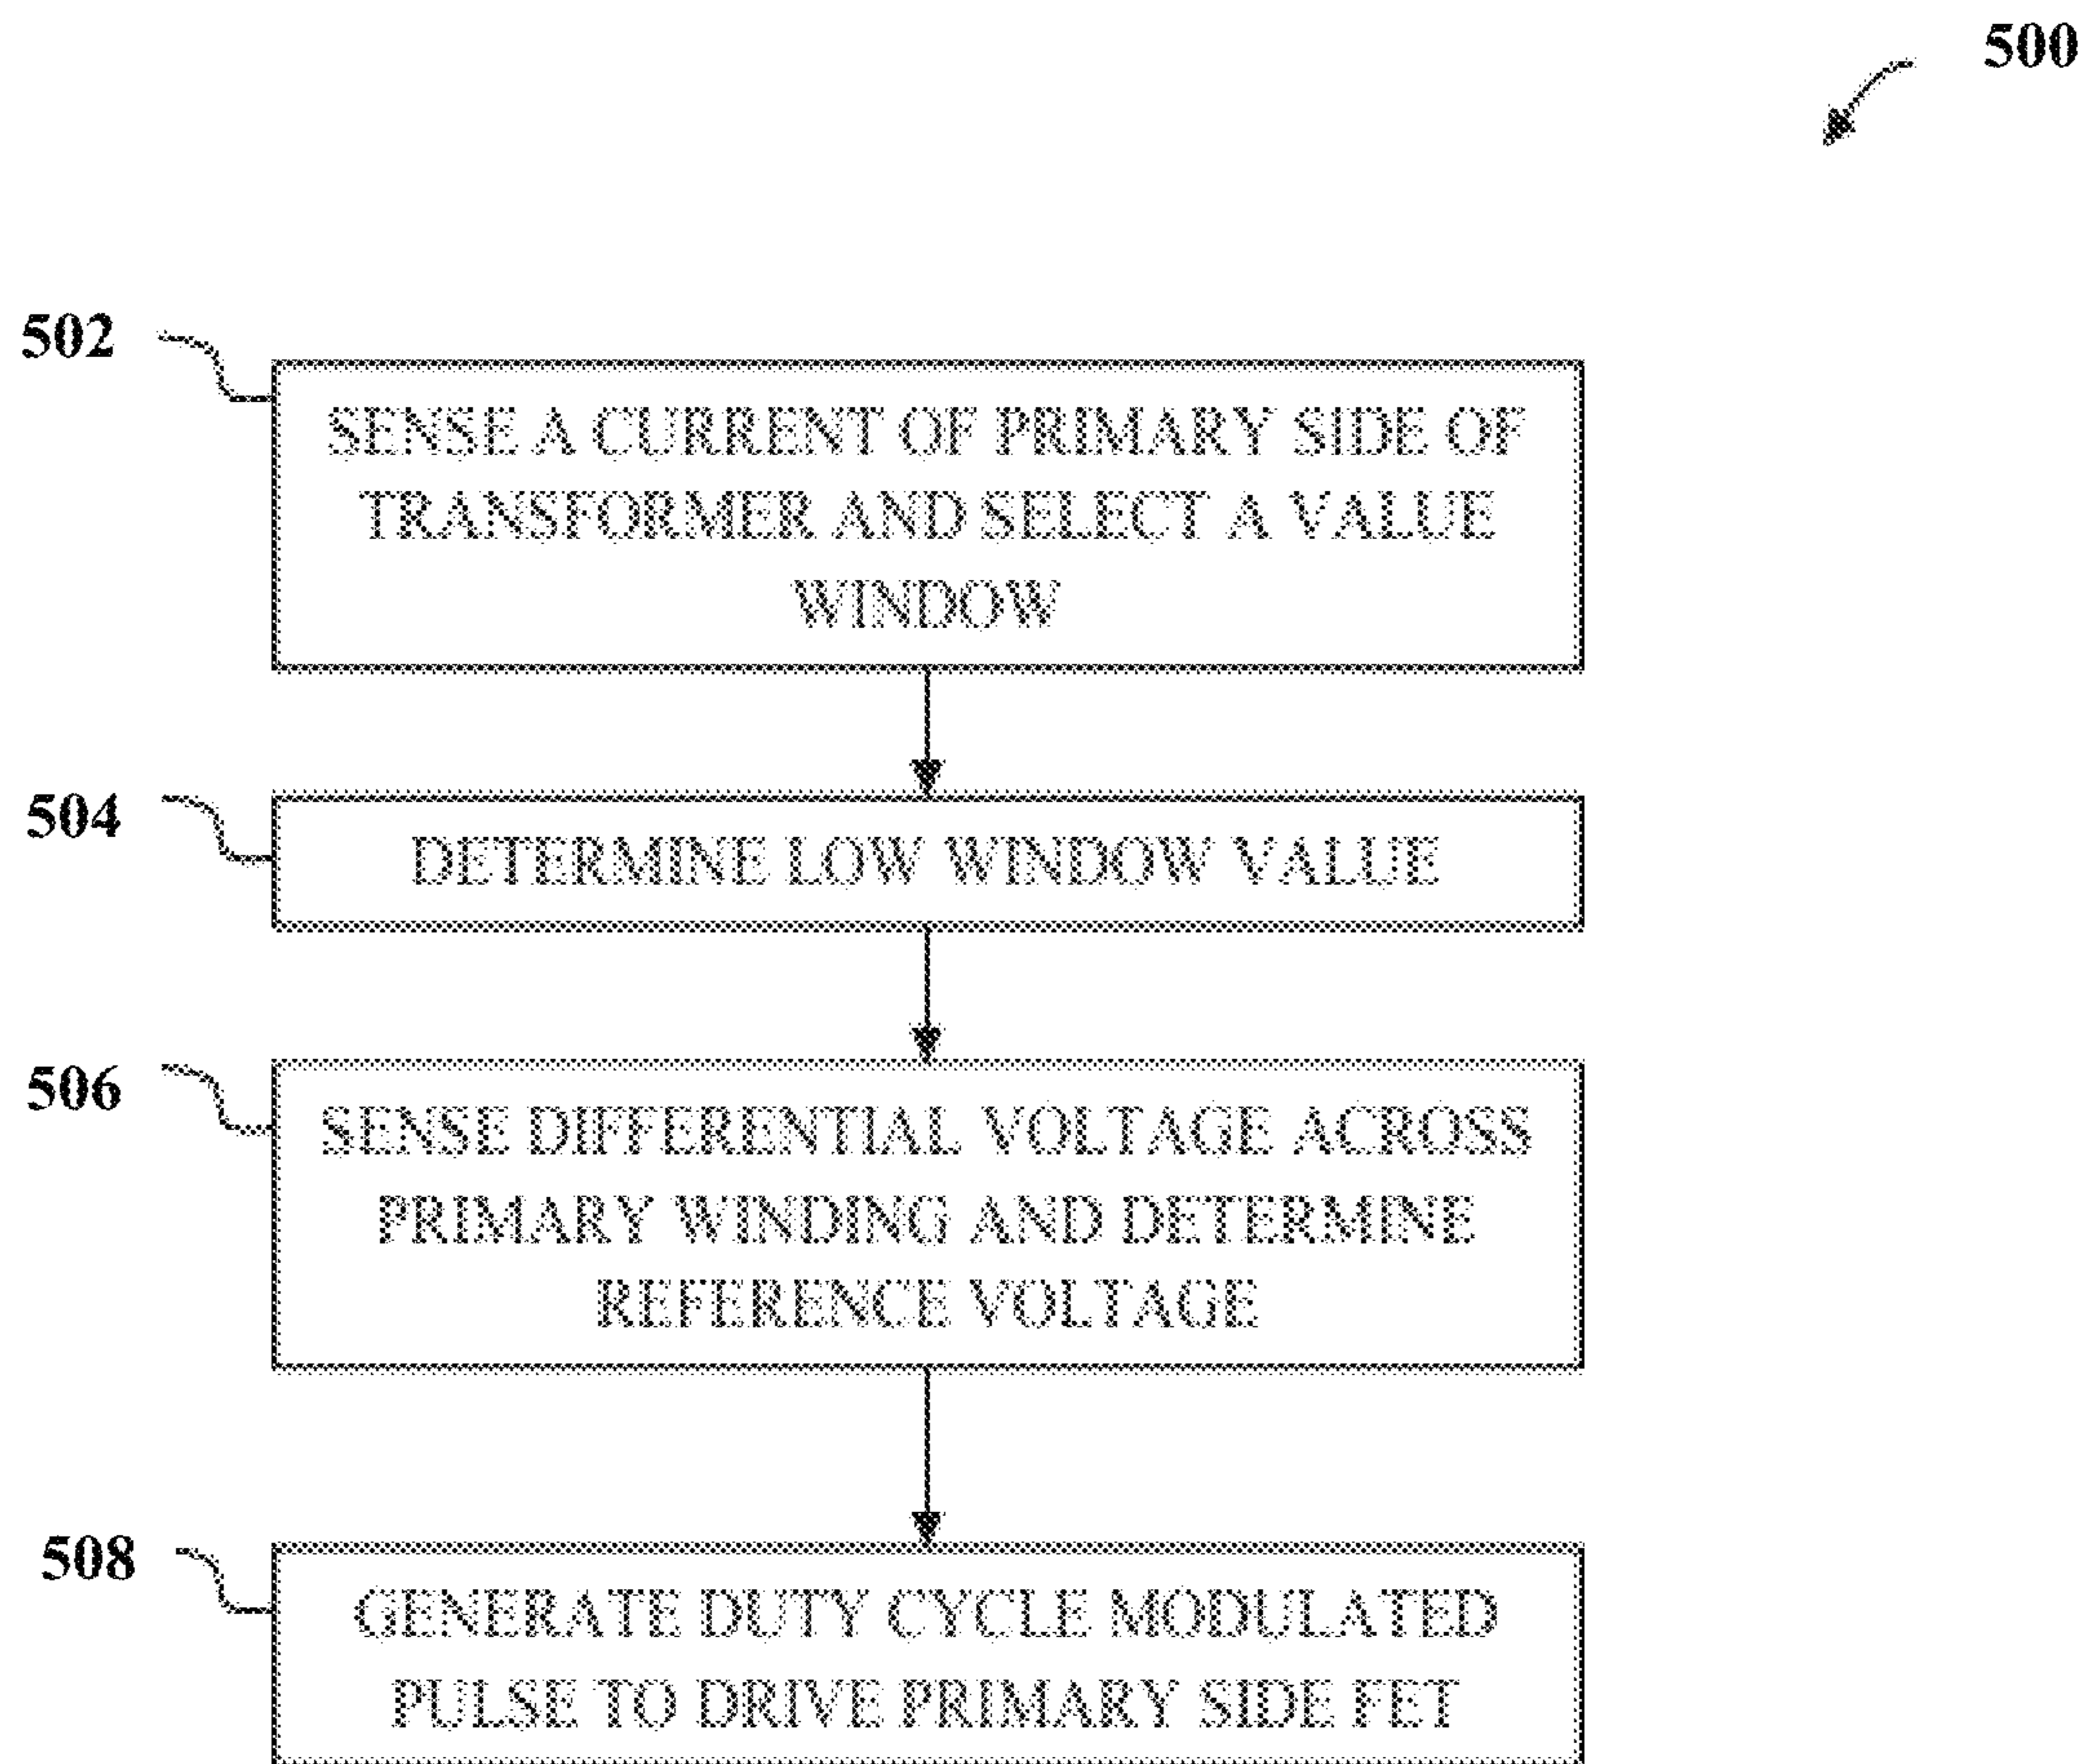 500
502
SENSE A CURRENT OF PRIMARY SIDE OF
TRANSFORMER AND SELECT A VALUE
WINDOW
504
DETERMINE LOW WINDOW VALUE
506
SENSE DIFFERENTIAL VOLTAGE ACROSS
PRIMARY WINDING AND DETERMINE
REFERENCE VOLTAGE
508
GENERATE DUTY CYCLE MODULATED
PULSE TO DRIVE PRIMARY SIDE FET